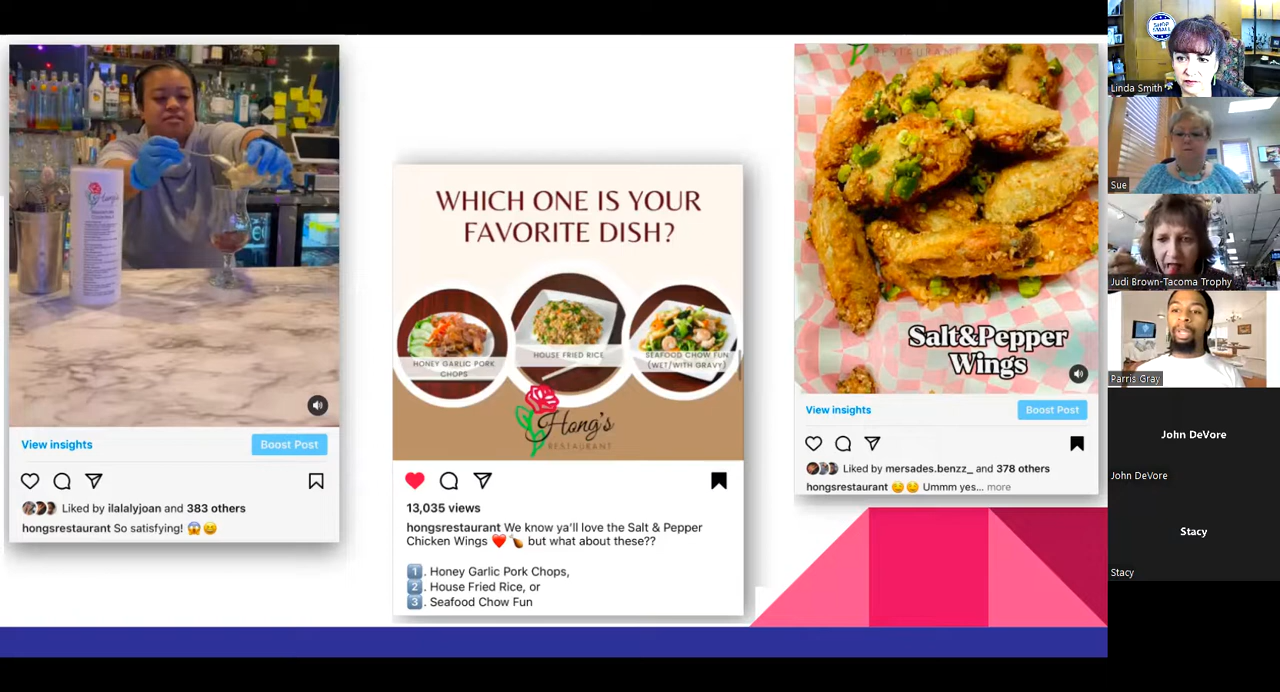 Hong's
View insights
Boost Post
Liked by ilalalyjoan and 383 others
hongsrestaurant So satisfying! 😱😄
WHICH ONE IS YOUR
FAVORITE DISH?
HONEY GARLIC PORK
CHOPS
HOUSE FRIED RICE
SEAFOOD CHOW FUN
(WET/WITH GRAVY)
Hong's
RESTAURANT
13,035 views
hongsrestaurant We know ya'll love the Salt & Pepper
Chicken Wings ❤️🍗 but what about these??
1️⃣. Honey Garlic Pork Chops,
2️⃣. House Fried Rice, or
3️⃣. Seafood Chow Fun
RESTAURANT
Salt&Pepper
Wings
View insights
Boost Post
Liked by mersades.benzz_ and 378 others
hongsrestaurant 😋😋 Ummm yes... more
SHOP
SMALL
Linda Smith
Sue
Judi Brown-Tacoma Trophy
Parris Gray
John DeVore
John DeVore
Stacy
Stacy